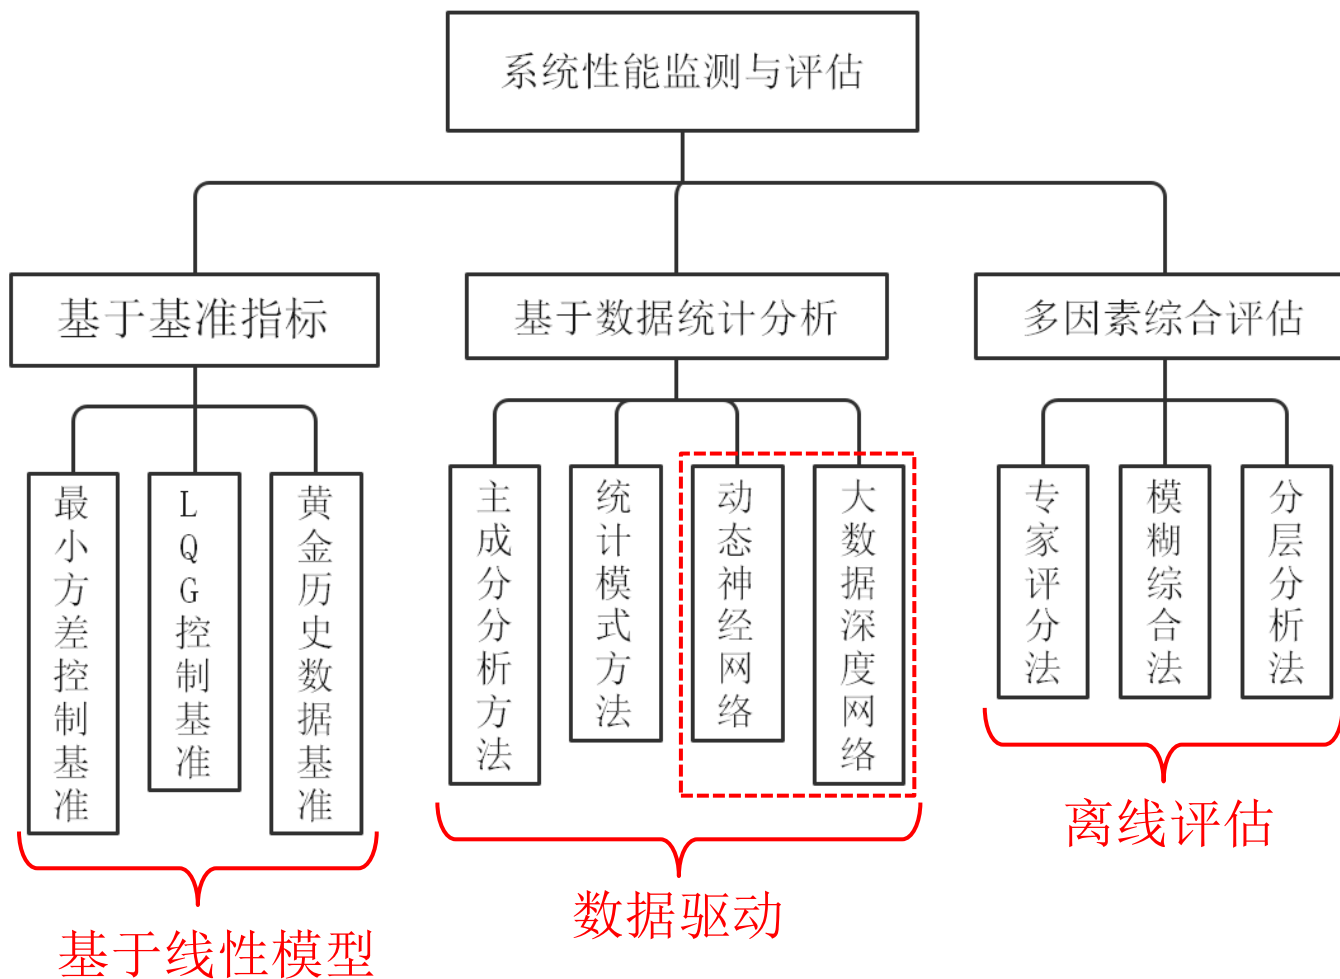 系统性能监测与评估
基于基准指标
基于数据统计分析
多因素综合评估
最小方差控制基准
LQG控制基准
黄金历史数据基准
主成分分析方法
统计模式方法
动态神经网络
大数据深度网络
专家评分法
模糊综合法
分层分析法
基于线性模型
数据驱动
离线评估